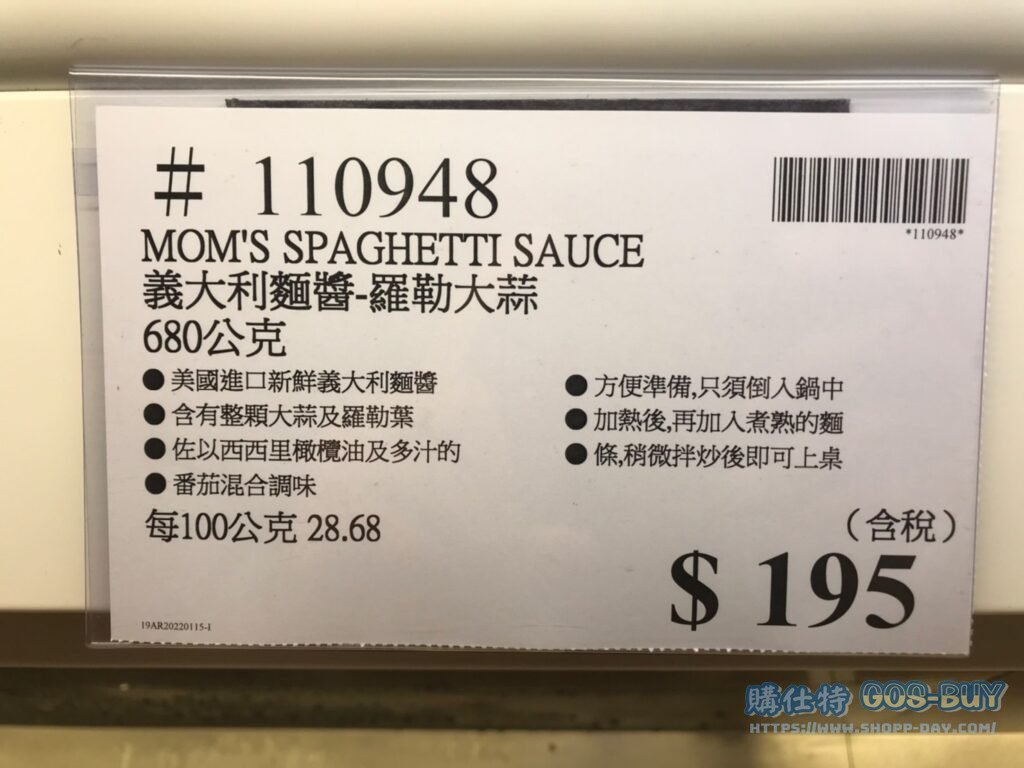 # 110948
*110948*
MOM'S SPAGHETTI SAUCE
義大利麵醬-羅勒大蒜
680公克
●美國進口新鮮義大利麵醬
●含有整顆大蒜及羅勒葉
●佐以西西里橄欖油及多汁的
●番茄混合調味
●方便準備,只須倒入鍋中
●加熱後,再加入煮熟的麵
●條,稍微拌炒後即可上桌
每100公克 28.68
（含稅）
$ 195
19AR20220115-I
購仕特 GOS-BUY
HTTPS://WWW.SHOPP-DAY.COM/